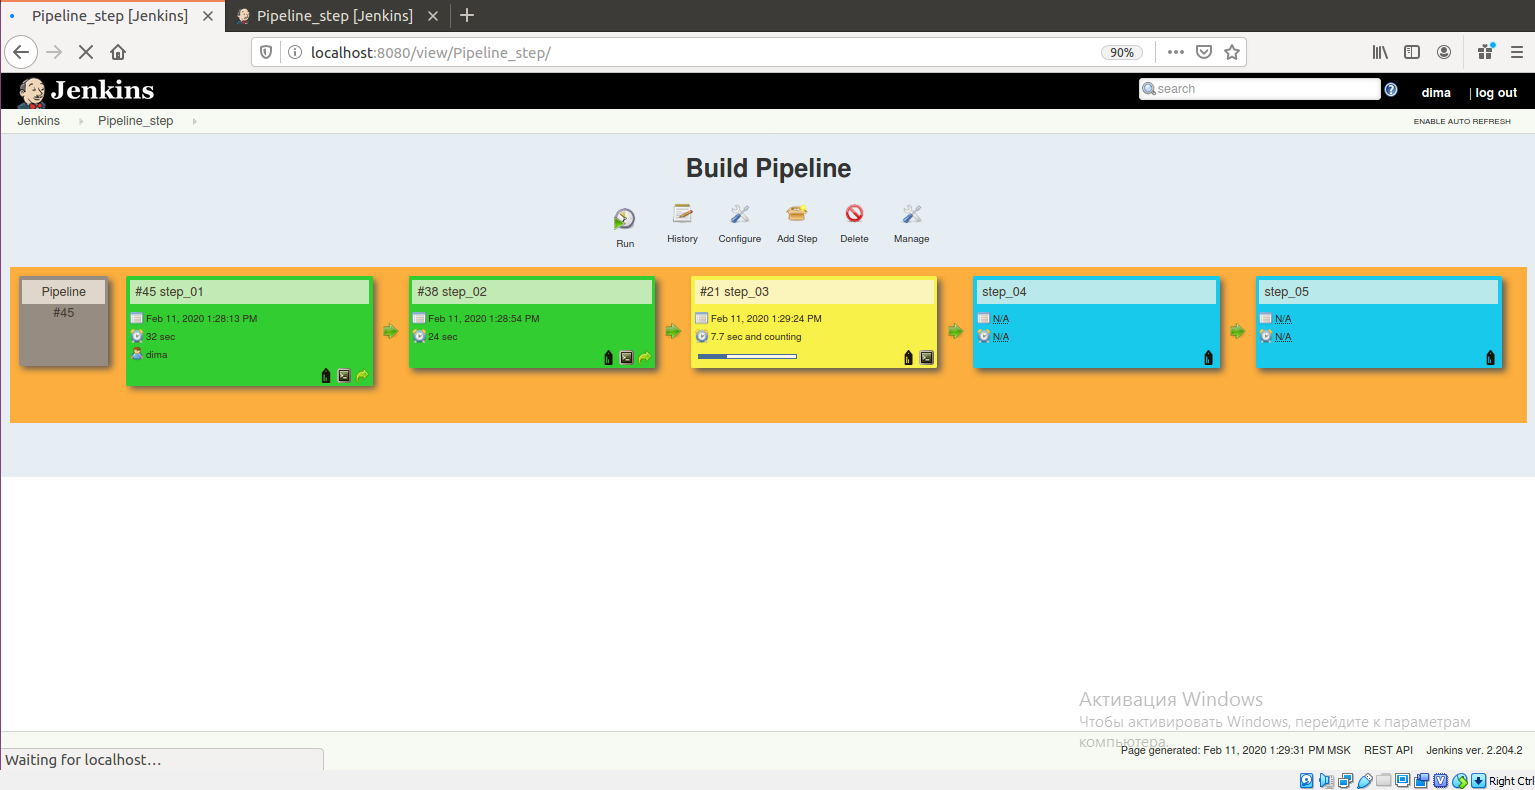 Pipeline_step [Jenkins]
Pipeline_step [Jenkins]
localhost:8080/view/Pipeline_step/
90%
Jenkins
search
dima
| log out
Jenkins
Pipeline_step
ENABLE AUTO REFRESH
Build Pipeline
Run
History
Configure
Add Step
Delete
Manage
Pipeline
#45
#45 step_01
Feb 11, 2020 1:28:13 PM
32 sec
dima
#38 step_02
Feb 11, 2020 1:28:54 PM
24 sec
#21 step_03
Feb 11, 2020 1:29:24 PM
7.7 sec and counting
step_04
N/A
N/A
step_05
N/A
N/A
Активация Windows
Чтобы активировать Windows, перейдите к параметрам
компьютера.
Page generated: Feb 11, 2020 1:29:31 PM MSK
REST API
Jenkins ver. 2.204.2
Waiting for localhost…
Right Ctrl